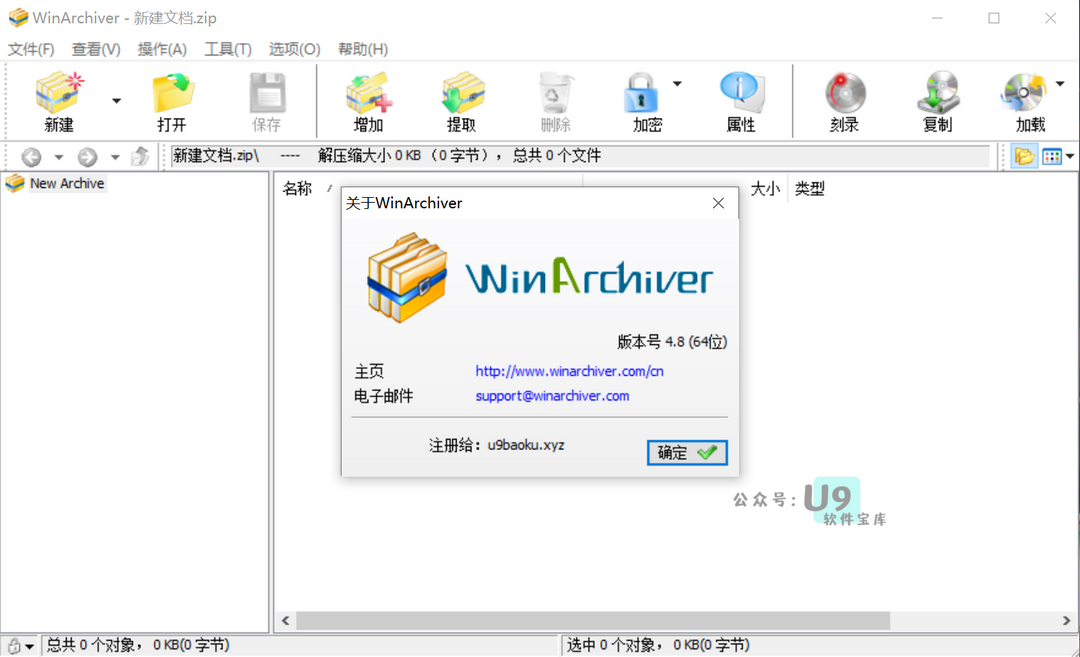 WinArchiver - 新建文档.zip
文件(F) 查看(V) 操作(A) 工具(T) 选项(O) 帮助(H)
新建 打开 保存 增加 提取 删除 加密 属性 刻录 复制 加载
新建文档.zip\ ---- 解压缩大小 0 KB （0 字节），总共 0 个文件
New Archive
名称 大小 类型
关于WinArchiver
WinArchiver
版本号 4.8 (64位)
主页 http://www.winarchiver.com/cn
电子邮件 support@winarchiver.com
注册给： u9baoku.xyz
确定
公众号: U9
软件宝库
总共 0 个对象， 0 KB(0 字节) 选中 0 个对象， 0 KB(0 字节)